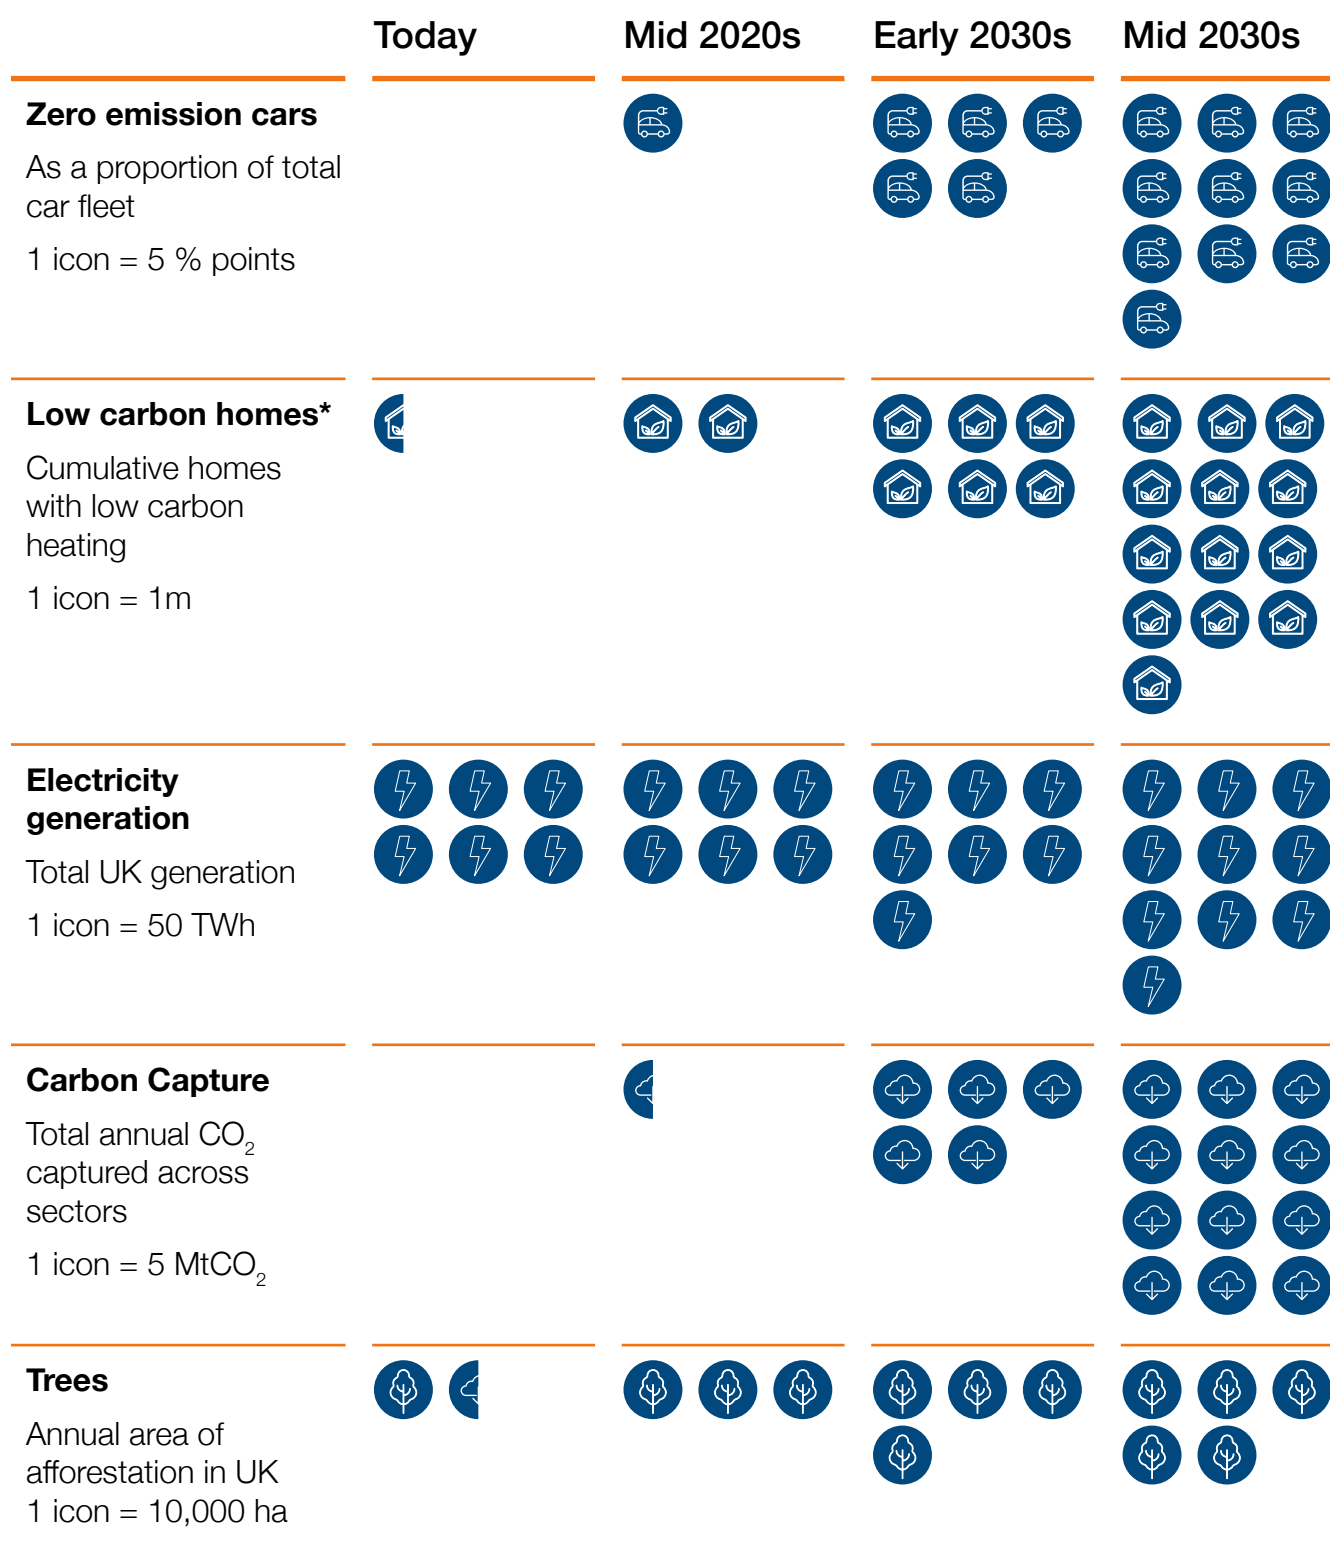 Today Mid 2020s Early 2030s Mid 2030s
Zero emission cars
As a proportion of total
car fleet
1 icon = 5 % points
Low carbon homes*
Cumulative homes
with low carbon
heating
1 icon = 1m
Electricity
generation
Total UK generation
1 icon = 50 TWh
Carbon Capture
Total annual CO₂
captured across
sectors
1 icon = 5 MtCO₂
Trees
Annual area of
afforestation in UK
1 icon = 10,000 ha